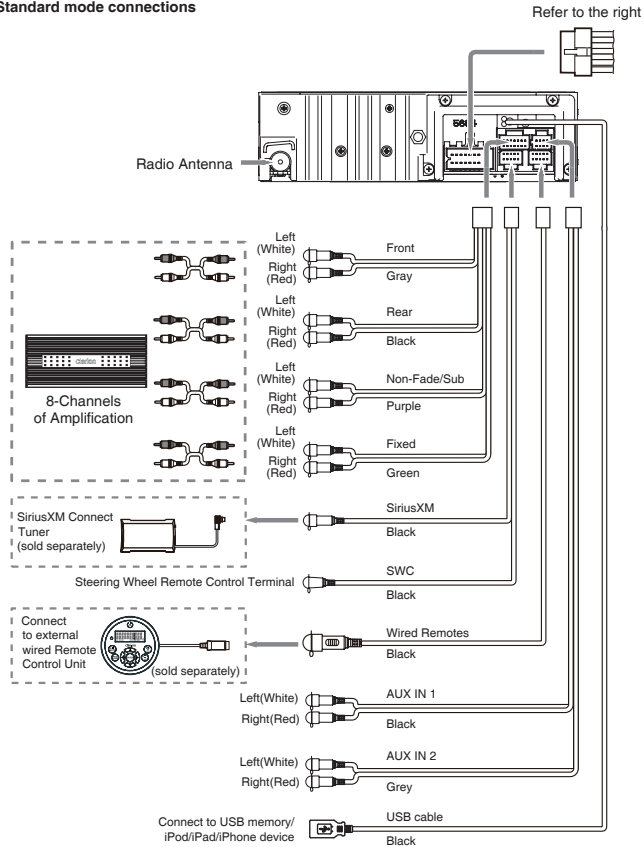 Standard mode connections
Refer to the right
Radio Antenna
Left
(White)
Right
(Red)
Front
Gray
Left
(White)
Right
(Red)
Rear
Black
clarion
8-Channels
of Amplification
Left
(White)
Right
(Red)
Non-Fade/Sub
Purple
Left
(White)
Right
(Red)
Fixed
Green
SiriusXM Connect
Tuner
(sold separately)
SiriusXM
Black
Steering Wheel Remote Control Terminal
SWC
Black
Connect
to external
wired Remote
Control Unit
(sold separately)
Wired Remotes
Black
Left(White)
Right(Red)
AUX IN 1
Black
Left(White)
Right(Red)
AUX IN 2
Grey
Connect to USB memory/
iPod/iPad/iPhone device
USB cable
Black